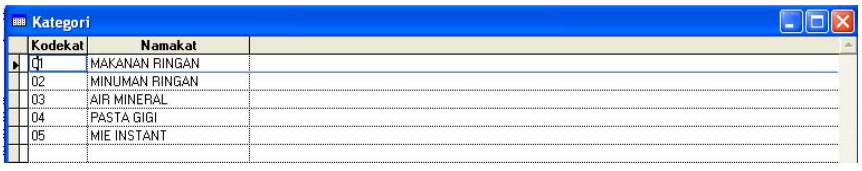 Kategori
Kodekat Namakat
01 MAKANAN RINGAN
02 MINUMAN RINGAN
03 AIR MINERAL
04 PASTA GIGI
05 MIE INSTANT